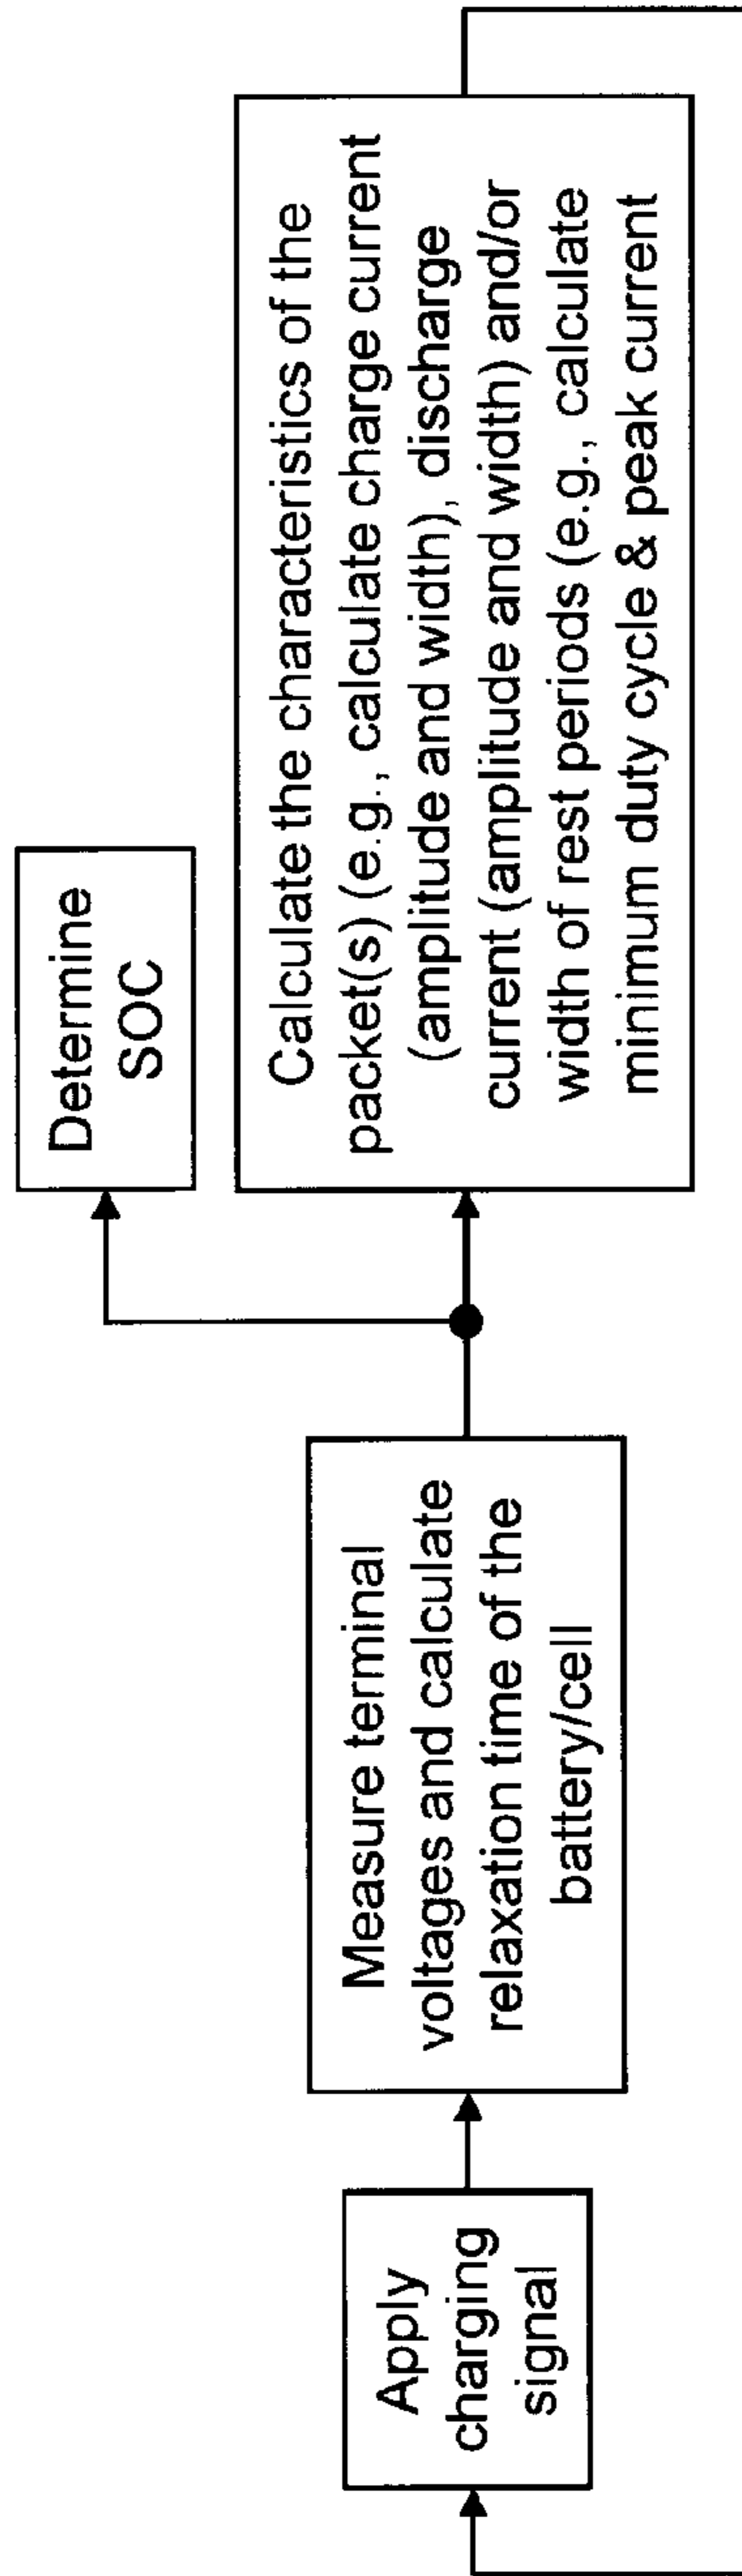 Apply
charging
signal
Measure terminal
voltages and calculate
relaxation time of the
battery/cell
Determine
SOC
Calculate the characteristics of the
packet(s) (e.g., calculate charge current
(amplitude and width), discharge
current (amplitude and width) and/or
width of rest periods (e.g., calculate
minimum duty cycle & peak current